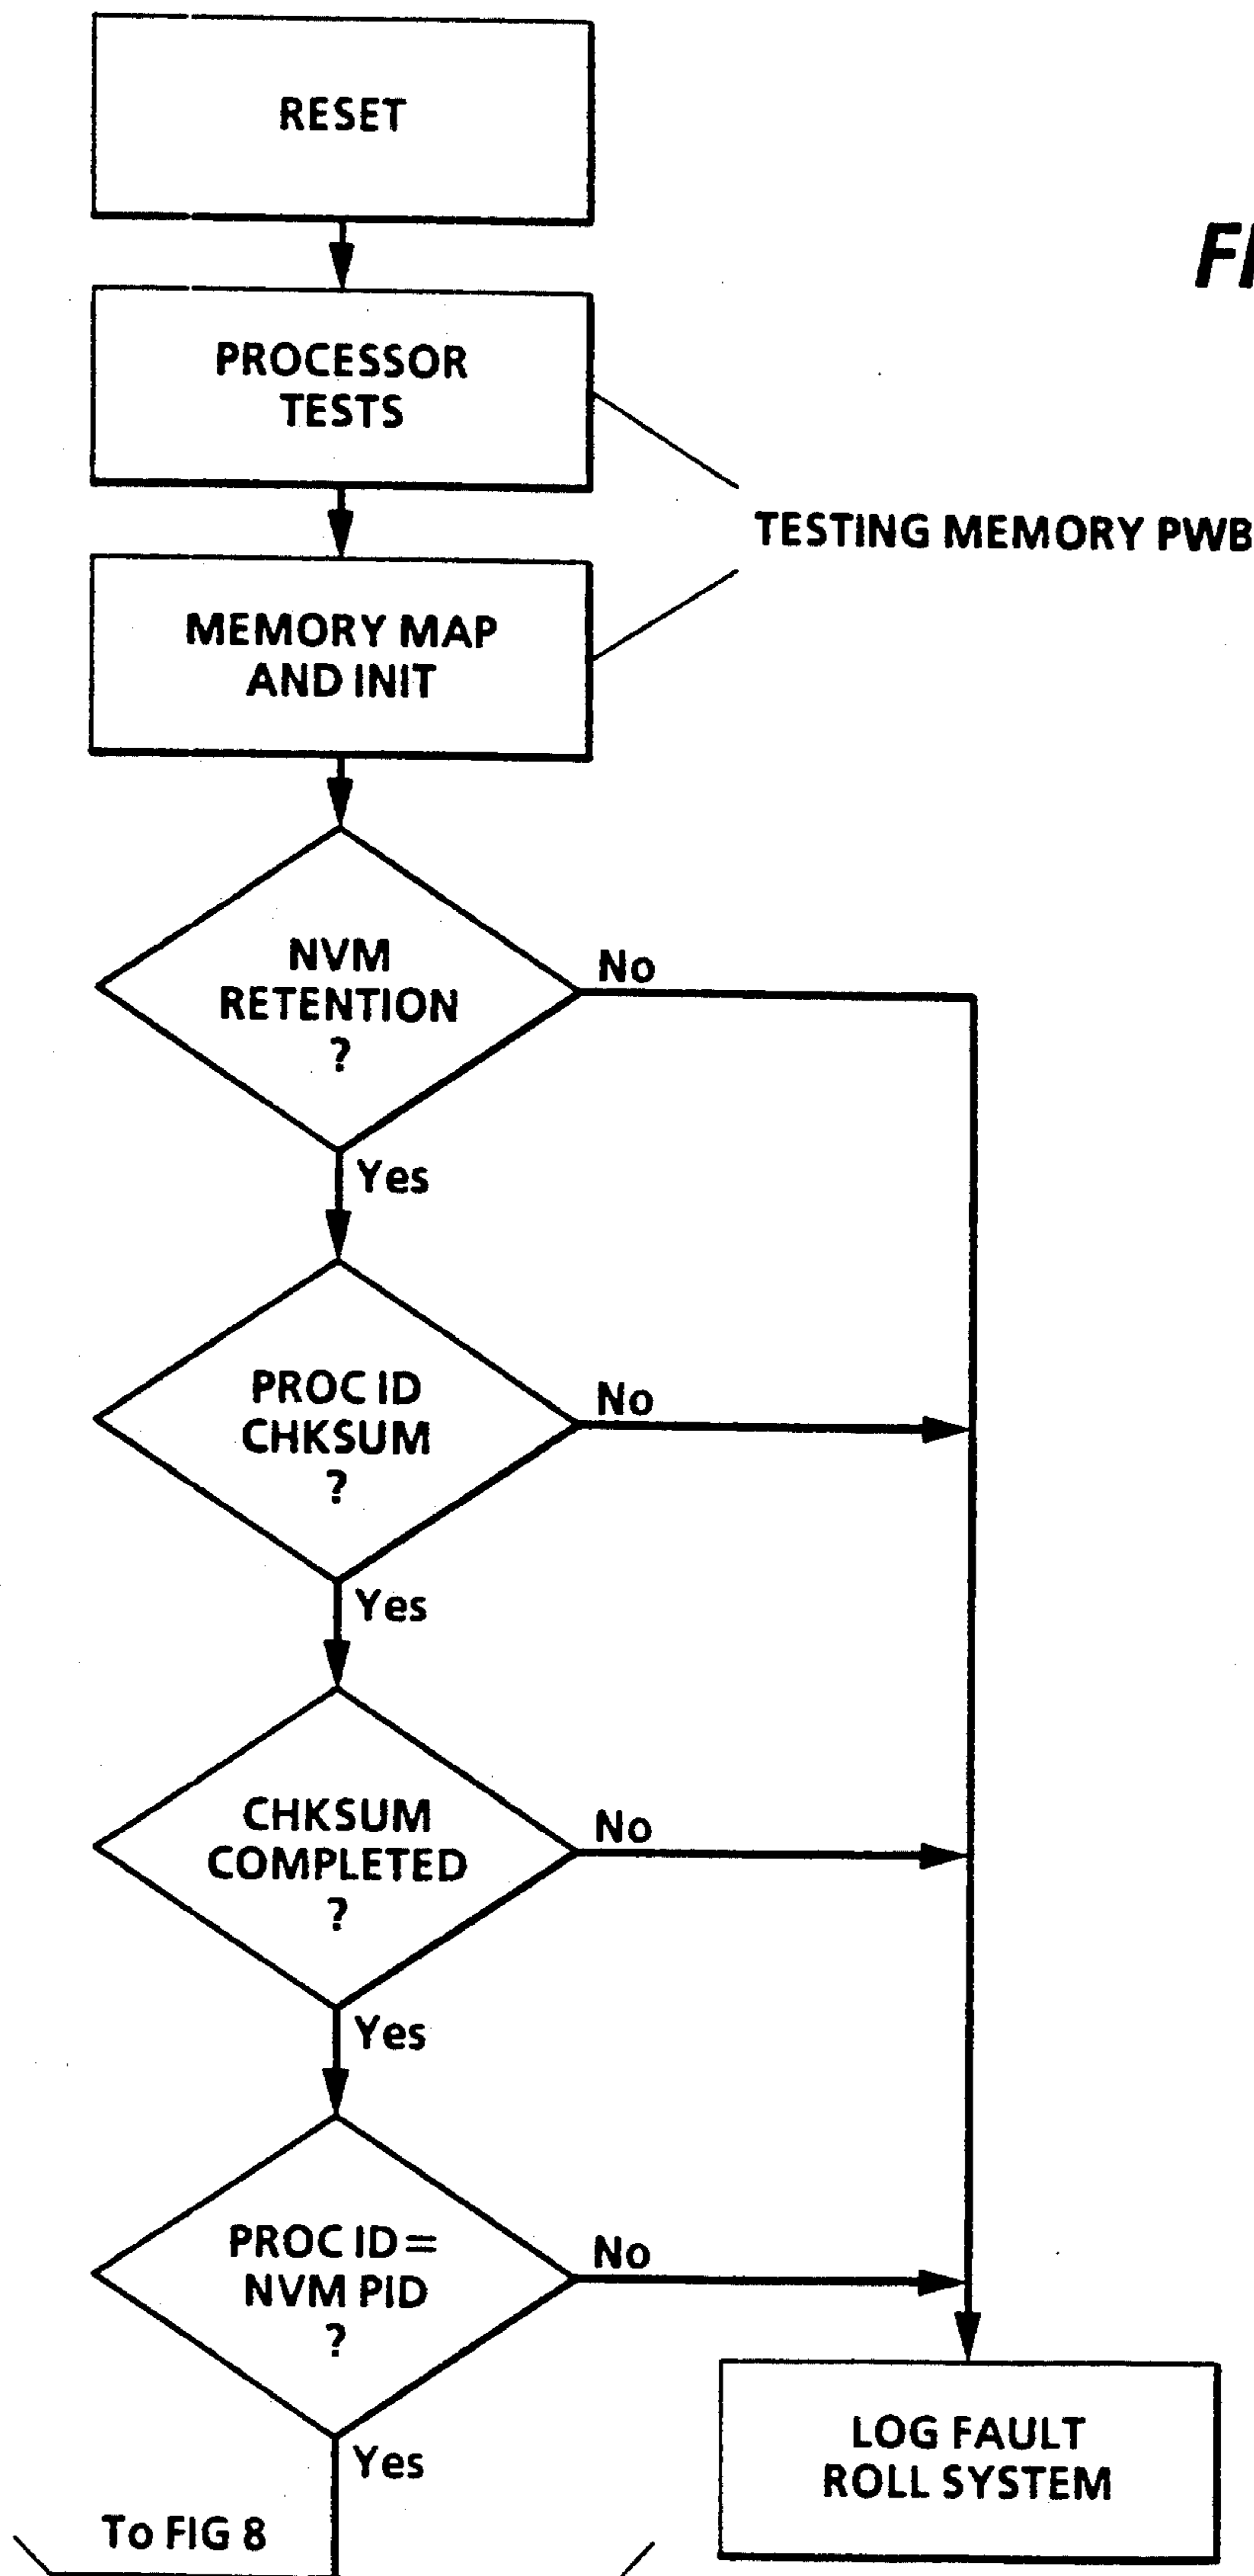 RESET
PROCESSOR
TESTS
TESTING MEMORY PWB
MEMORY MAP
AND INIT
NVM
RETENTION
?
No
Yes
PROC ID
CHKSUM
?
No
Yes
CHKSUM
COMPLETED
?
No
Yes
PROC ID =
NVM PID
?
No
Yes
LOG FAULT
ROLL SYSTEM
To FIG 8